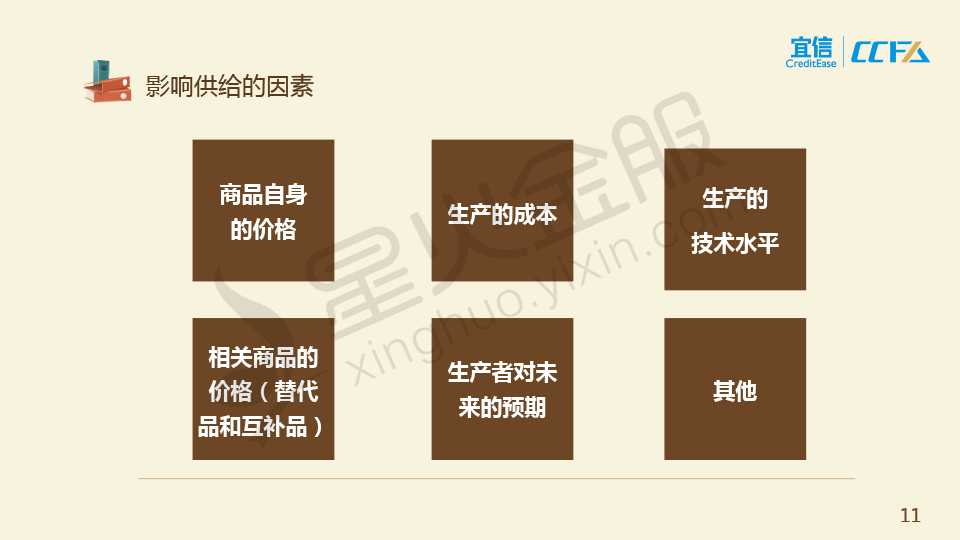 宜信
CreditEase
CCFA
影响供给的因素
商品自身
的价格
生产的成本
生产的
技术水平
相关商品的
价格（替代
品和互补品）
生产者对未
来的预期
其他
星火金服
xinghuo.yixin.com
11